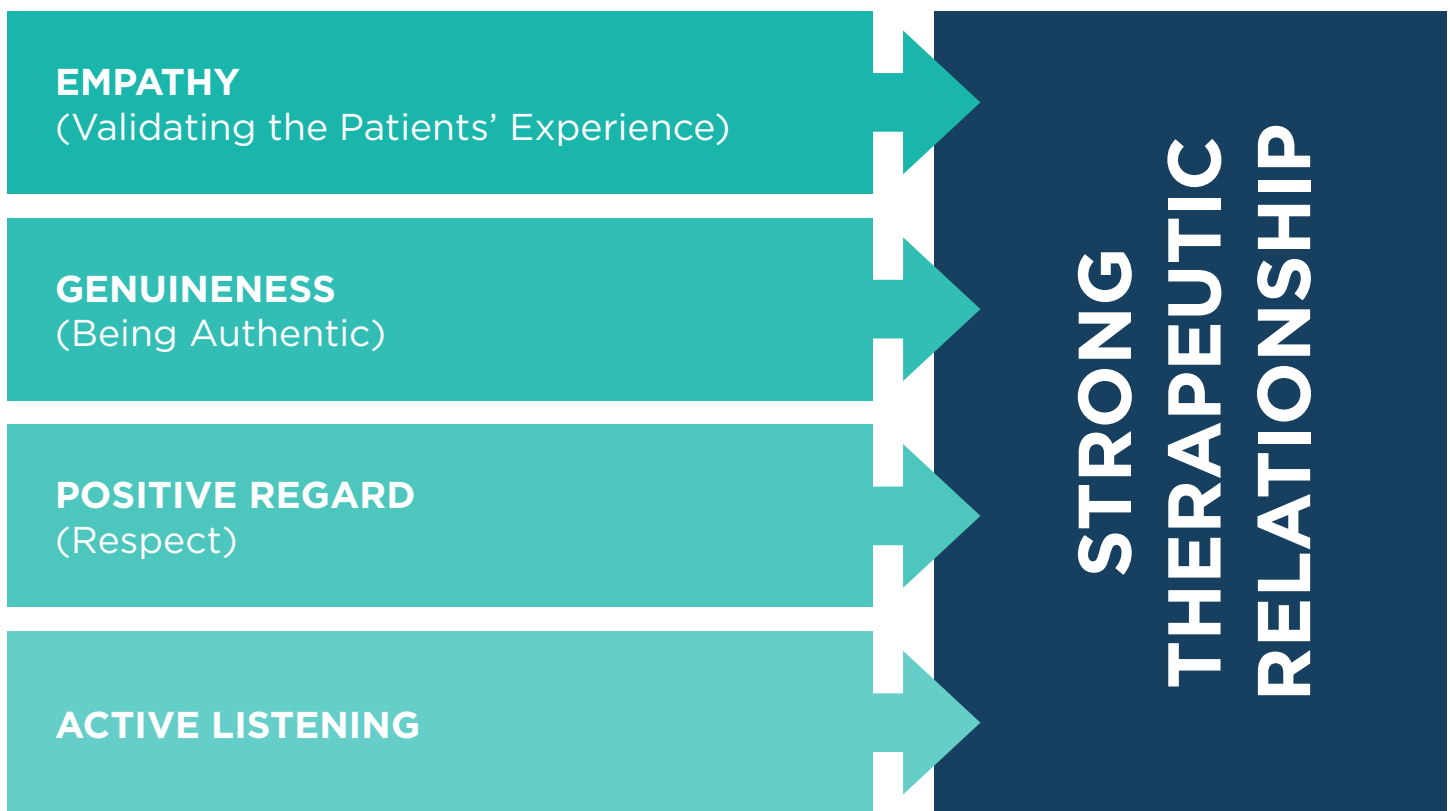 EMPATHY
(Validating the Patients’ Experience)
GENUINENESS
(Being Authentic)
POSITIVE REGARD
(Respect)
ACTIVE LISTENING
STRONG
THERAPEUTIC
RELATIONSHIP